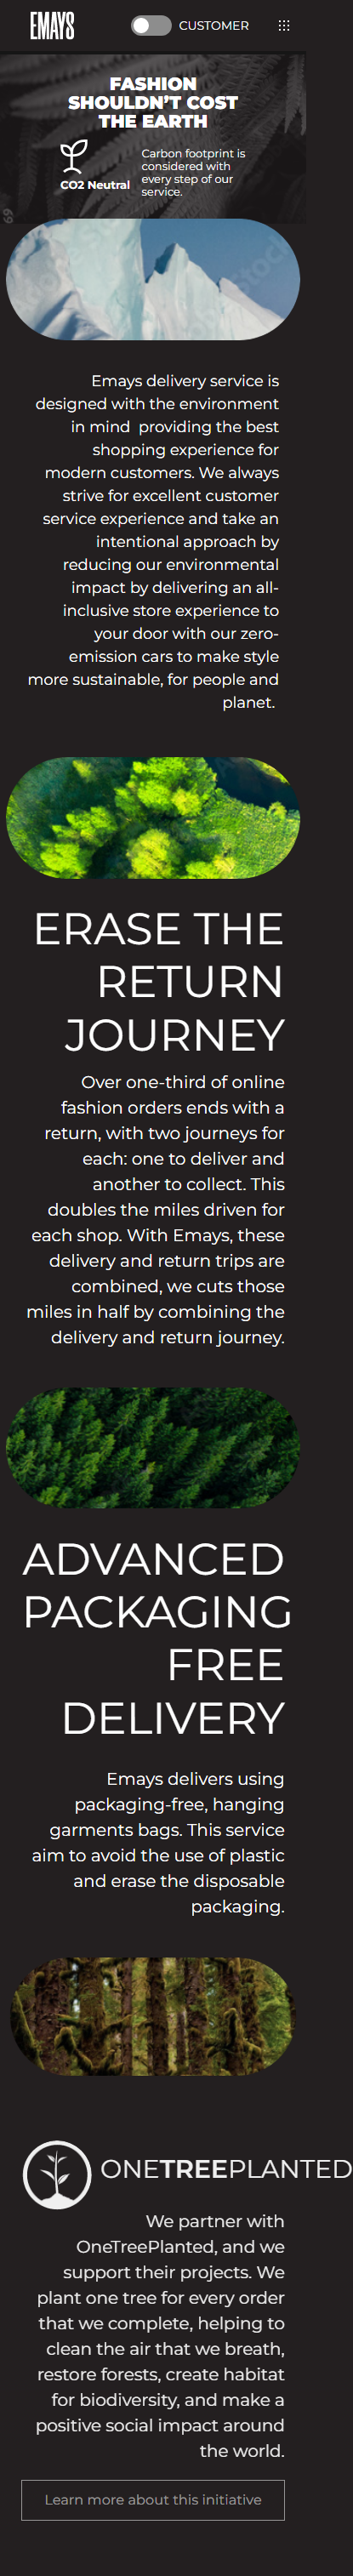 EMAYS
CUSTOMER
FASHION
SHOULDN'T COST
THE EARTH
CO2 Neutral
Carbon footprint is
considered with
every step of our
service.
69
Emays delivery service is
designed with the environment
in mind  providing the best
shopping experience for
modern customers. We always
strive for excellent customer
service experience and take an
intentional approach by
reducing our environmental
impact by delivering an all-
inclusive store experience to
your door with our zero-
emission cars to make style
more sustainable, for people and
planet.
ERASE THE
RETURN
JOURNEY
Over one-third of online
fashion orders ends with a
return, with two journeys for
each: one to deliver and
another to collect. This
doubles the miles driven for
each shop. With Emays, these
delivery and return trips are
combined, we cuts those
miles in half by combining the
delivery and return journey.
ADVANCED
PACKAGING
FREE
DELIVERY
Emays delivers using
packaging-free, hanging
garments bags. This service
aim to avoid the use of plastic
and erase the disposable
packaging.
ONETREEPLANTED
We partner with
OneTreePlanted, and we
support their projects. We
plant one tree for every order
that we complete, helping to
clean the air that we breath,
restore forests, create habitat
for biodiversity, and make a
positive social impact around
the world.
Learn more about this initiative